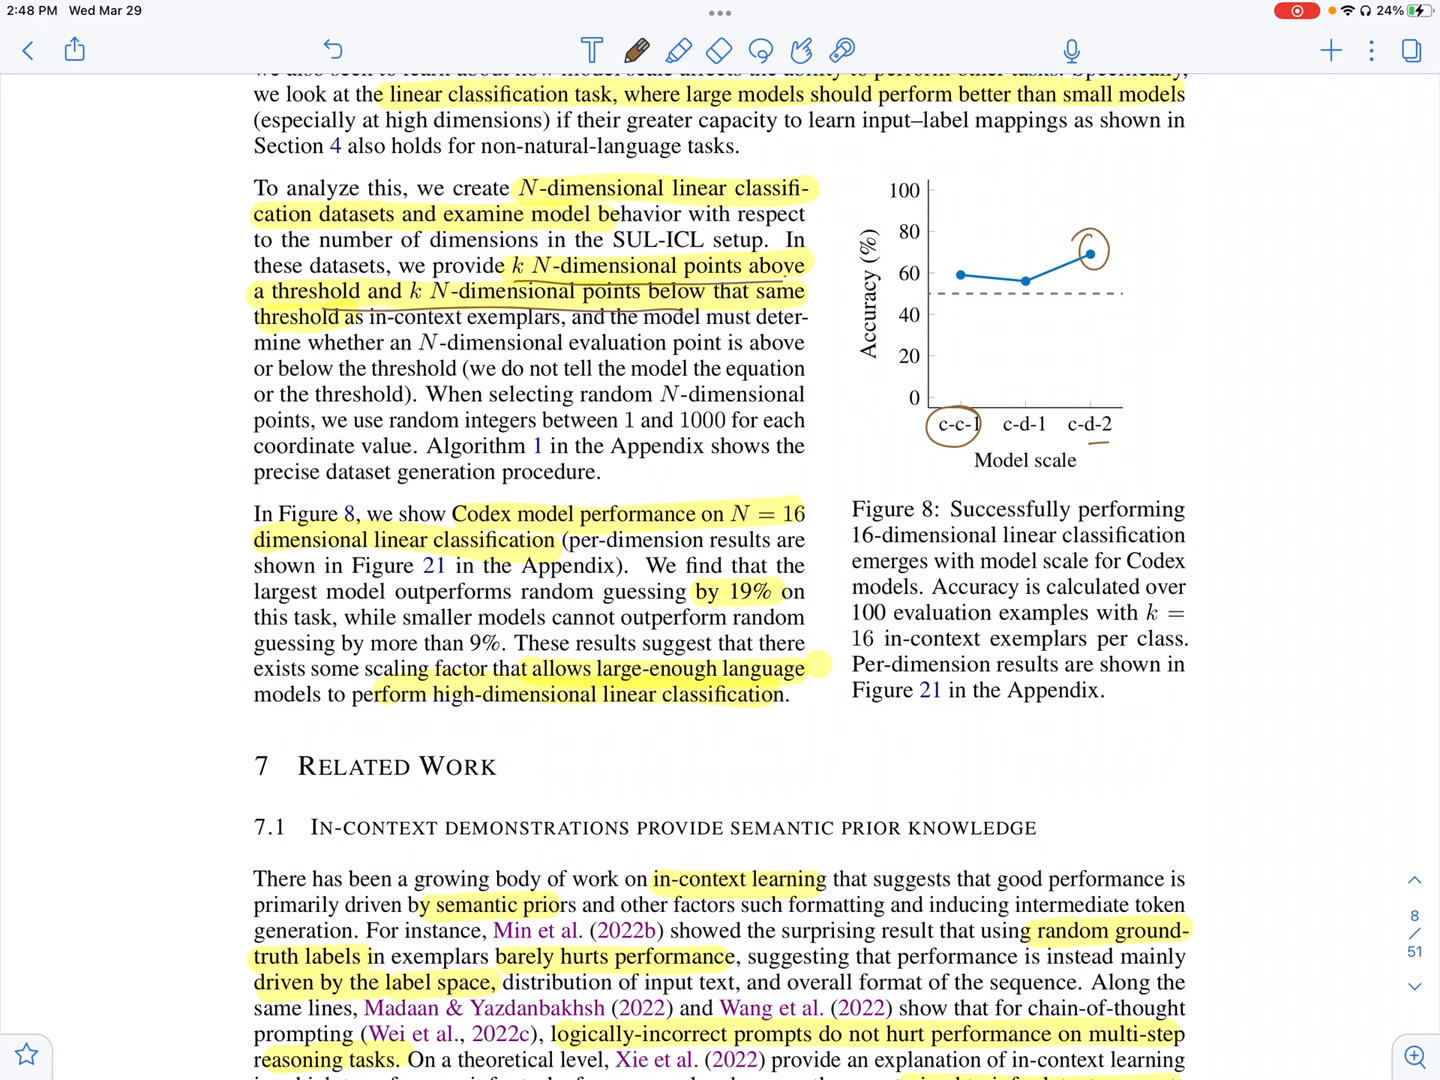 2:48 PM Wed Mar 29
24%
we look at the linear classification task, where large models should perform better than small models
(especially at high dimensions) if their greater capacity to learn input–label mappings as shown in
Section 4 also holds for non-natural-language tasks.
To analyze this, we create N-dimensional linear classifi-
cation datasets and examine model behavior with respect
to the number of dimensions in the SUL-ICL setup. In
these datasets, we provide k N-dimensional points above
a threshold and k N-dimensional points below that same
threshold as in-context exemplars, and the model must deter-
mine whether an N-dimensional evaluation point is above
or below the threshold (we do not tell the model the equation
or the threshold). When selecting random N-dimensional
points, we use random integers between 1 and 1000 for each
coordinate value. Algorithm 1 in the Appendix shows the
precise dataset generation procedure.
In Figure 8, we show Codex model performance on N = 16
dimensional linear classification (per-dimension results are
shown in Figure 21 in the Appendix). We find that the
largest model outperforms random guessing by 19% on
this task, while smaller models cannot outperform random
guessing by more than 9%. These results suggest that there
exists some scaling factor that allows large-enough language
models to perform high-dimensional linear classification.
Accuracy (%)
100
80
60
40
20
0
c-c-1 c-d-1 c-d-2
Model scale
Figure 8: Successfully performing
16-dimensional linear classification
emerges with model scale for Codex
models. Accuracy is calculated over
100 evaluation examples with k =
16 in-context exemplars per class.
Per-dimension results are shown in
Figure 21 in the Appendix.
7 RELATED WORK
7.1 IN-CONTEXT DEMONSTRATIONS PROVIDE SEMANTIC PRIOR KNOWLEDGE
There has been a growing body of work on in-context learning that suggests that good performance is
primarily driven by semantic priors and other factors such formatting and inducing intermediate token
generation. For instance, Min et al. (2022b) showed the surprising result that using random ground-
truth labels in exemplars barely hurts performance, suggesting that performance is instead mainly
driven by the label space, distribution of input text, and overall format of the sequence. Along the
same lines, Madaan & Yazdanbakhsh (2022) and Wang et al. (2022) show that for chain-of-thought
prompting (Wei et al., 2022c), logically-incorrect prompts do not hurt performance on multi-step
reasoning tasks. On a theoretical level, Xie et al. (2022) provide an explanation of in-context learning
8
/
51